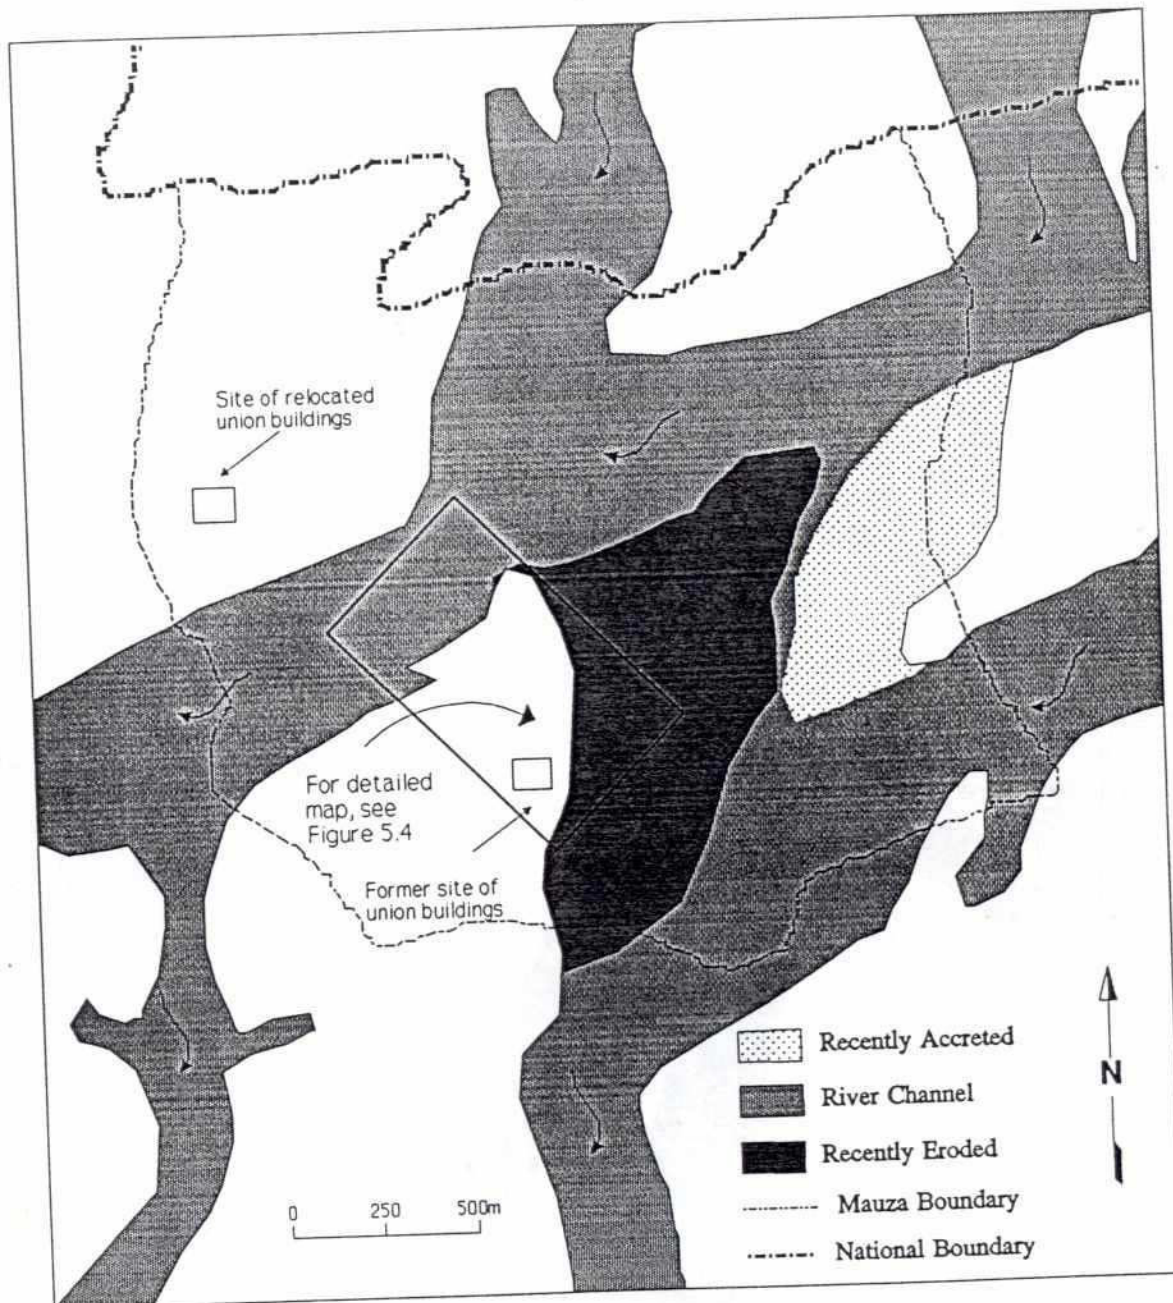 Site of relocated
union buildings
For detailed
map, see
Figure 5.4
Former site of
union buildings
Recently Accreted
River Channel
Recently Eroded
Mauza Boundary
National Boundary
0 250 500m
N